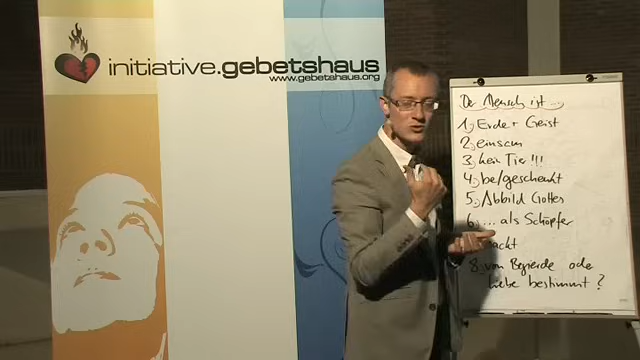 initiative.gebetshaus
www.gebetshaus.org
Der Mensch ist...
1, Erde + Geist
2, einsam
3, kein Tier!!!
4, be/geschenkt
5, Abbild Gottes
6, ... als Schöpfer
nackt
8, von Begierde oder
Liebe bestimmt?